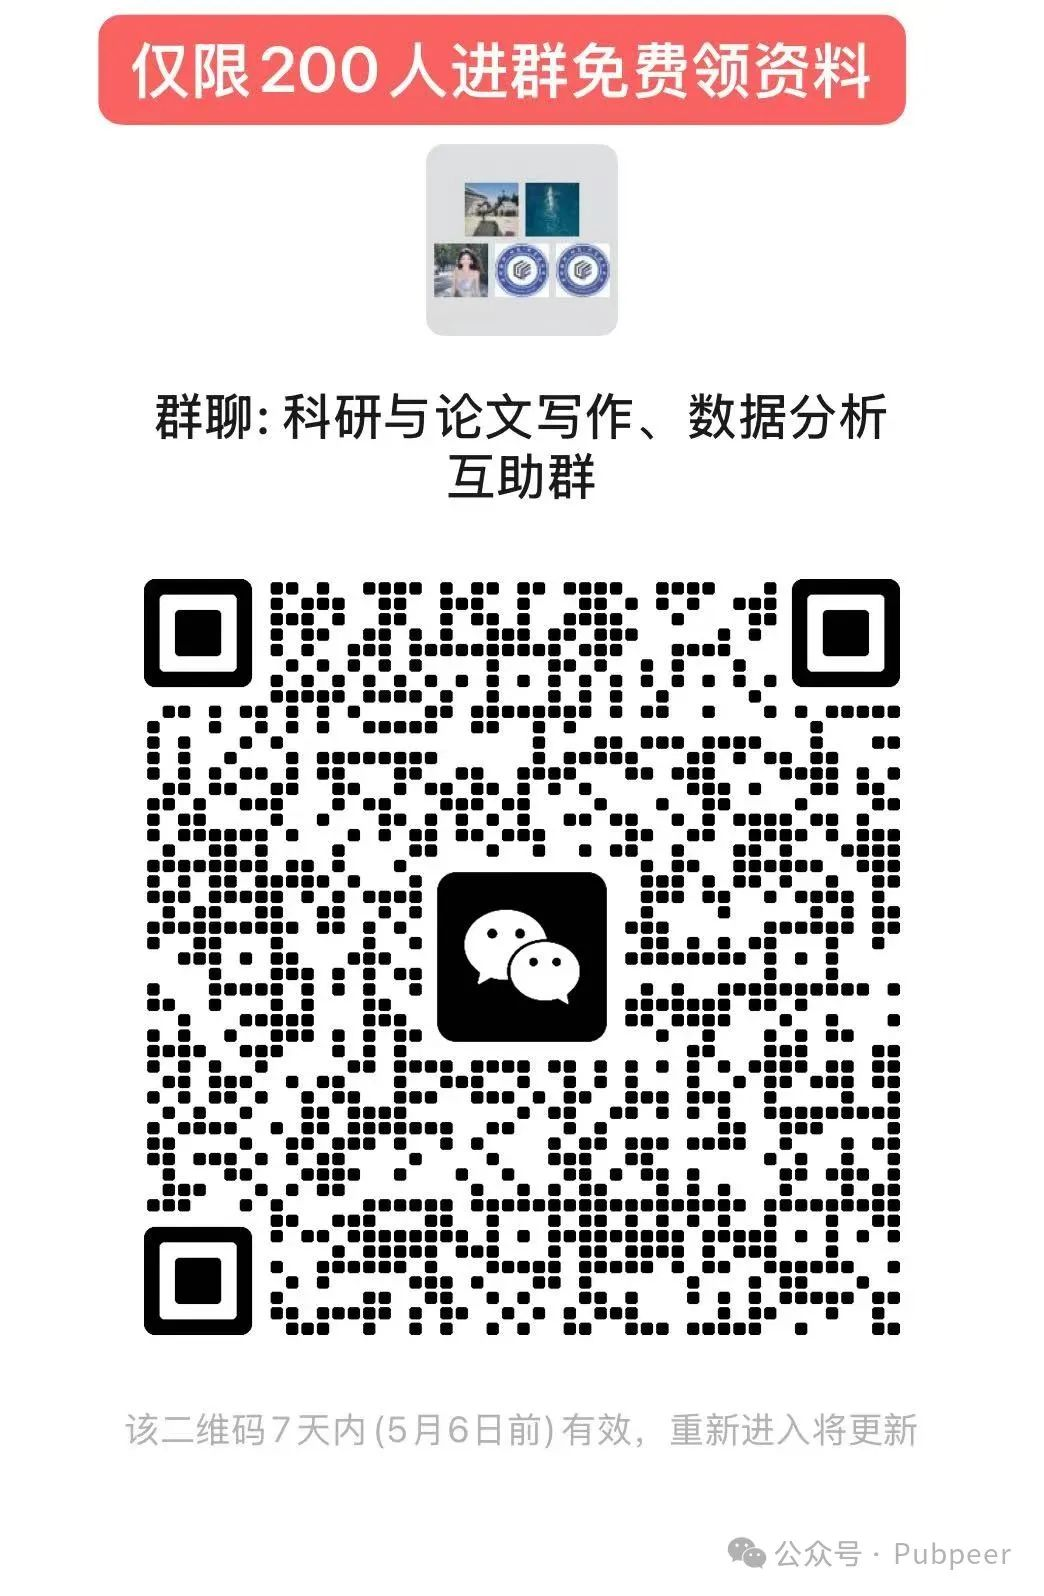 仅限200人进群免费领资料
群聊: 科研与论文写作、数据分析
互助群
该二维码7天内(5月6日前)有效，重新进入将更新
公众号 · Pubpeer